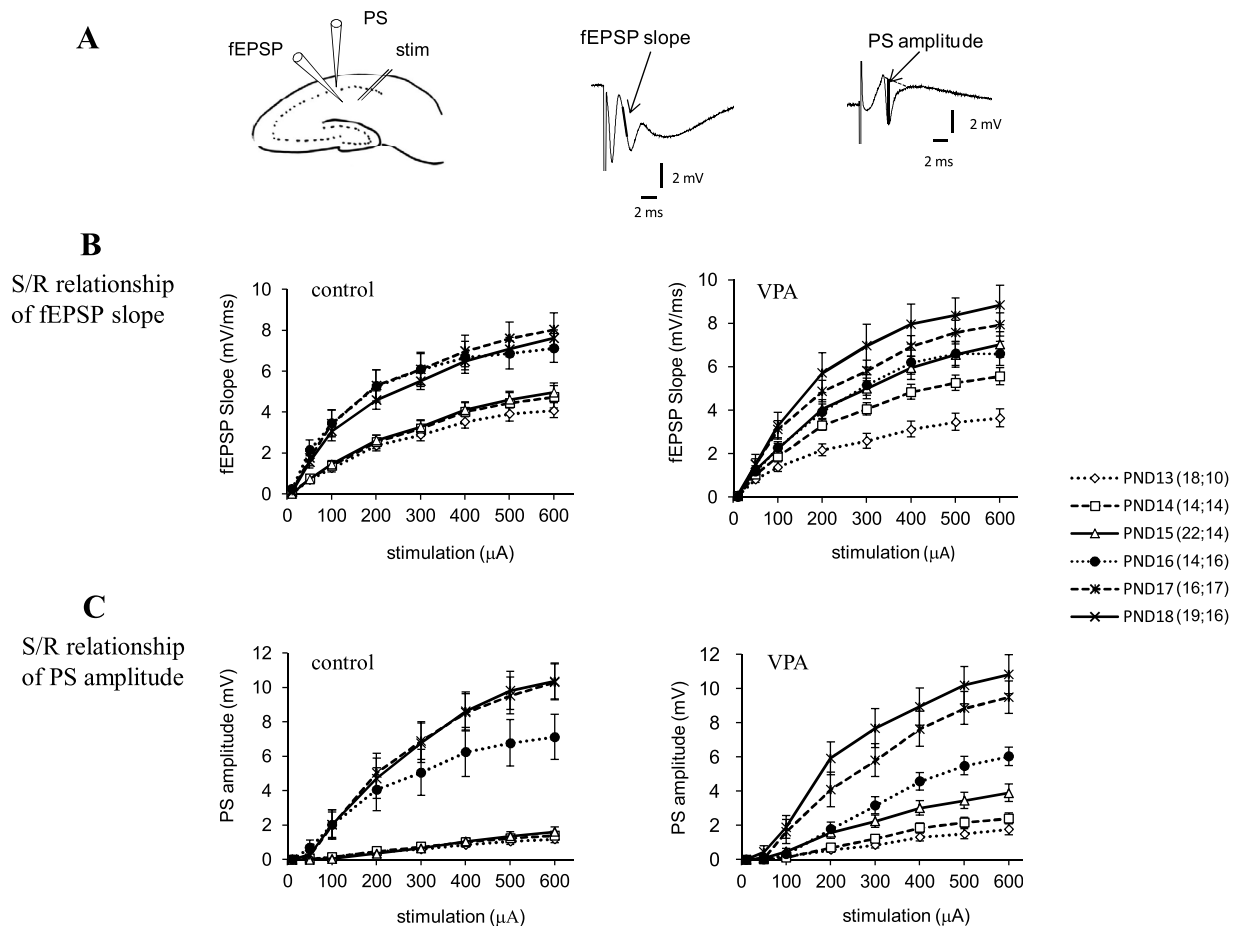 A
PS
fEPSP
stim
fEPSP slope
2 mV
2 ms
PS amplitude
2 mV
2 ms
B
S/R relationship
of fEPSP slope
control
fEPSP Slope (mV/ms)
10
8
6
4
2
0
0 100 200 300 400 500 600
stimulation (µA)
VPA
fEPSP slope (mV/ms)
10
8
6
4
2
0
0 100 200 300 400 500 600
stimulation (µA)
PND13 (18;10)
PND14 (14;14)
PND15 (22;14)
PND16 (14;16)
PND17 (16;17)
PND18 (19;16)
C
S/R relationship
of PS amplitude
control
PS amplitude (mV)
12
10
8
6
4
2
0
0 100 200 300 400 500 600
stimulation (µA)
VPA
PS amplitude (mV)
12
10
8
6
4
2
0
0 100 200 300 400 500 600
stimulation (µA)